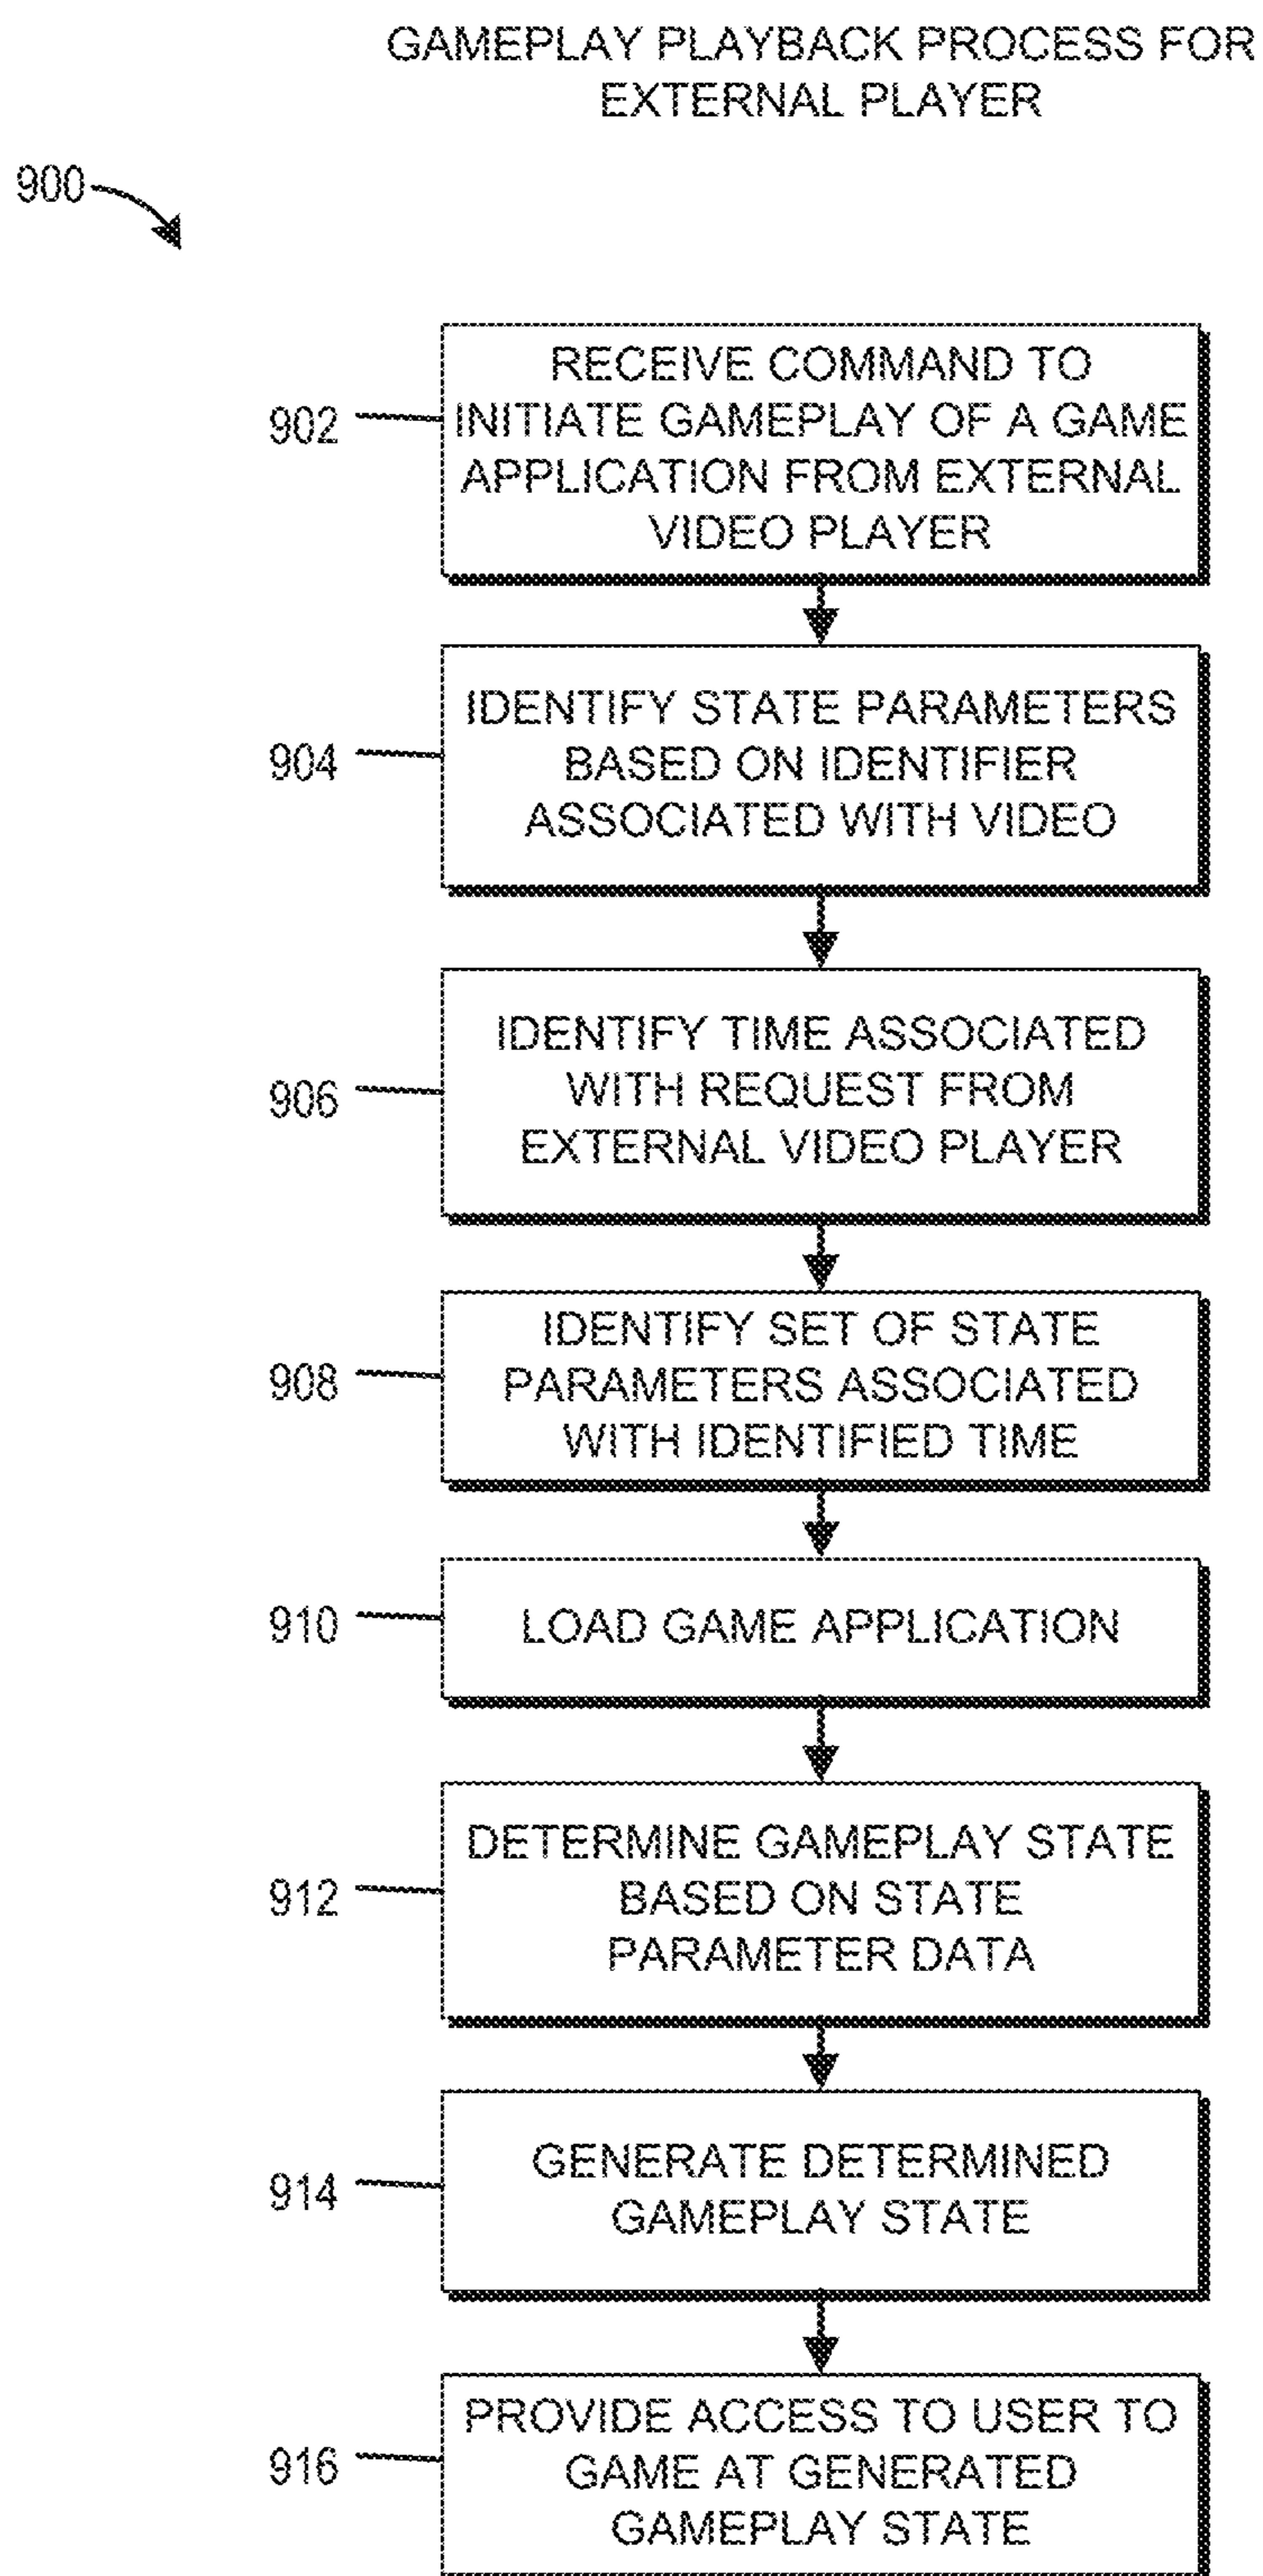 GAMEPLAY PLAYBACK PROCESS FOR
EXTERNAL PLAYER
900
902
RECEIVE COMMAND TO
INITIATE GAMEPLAY OF A GAME
APPLICATION FROM EXTERNAL
VIDEO PLAYER
904
IDENTIFY STATE PARAMETERS
BASED ON IDENTIFIER
ASSOCIATED WITH VIDEO
906
IDENTIFY TIME ASSOCIATED
WITH REQUEST FROM
EXTERNAL VIDEO PLAYER
908
IDENTIFY SET OF STATE
PARAMETERS ASSOCIATED
WITH IDENTIFIED TIME
910
LOAD GAME APPLICATION
912
DETERMINE GAMEPLAY STATE
BASED ON STATE
PARAMETER DATA
914
GENERATE DETERMINED
GAMEPLAY STATE
916
PROVIDE ACCESS TO USER TO
GAME AT GENERATED
GAMEPLAY STATE